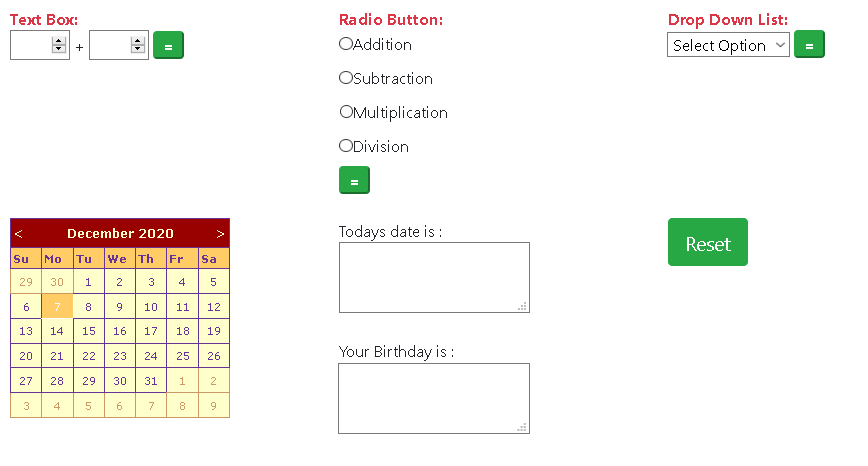 Text Box:
+ =
Radio Button:
Addition
Subtraction
Multiplication
Division
=
Drop Down List:
Select Option =
< December 2020 >
Su Mo Tu We Th Fr Sa
29 30 1 2 3 4 5
6 7 8 9 10 11 12
13 14 15 16 17 18 19
20 21 22 23 24 25 26
27 28 29 30 31 1 2
3 4 5 6 7 8 9
Todays date is :
Your Birthday is :
Reset